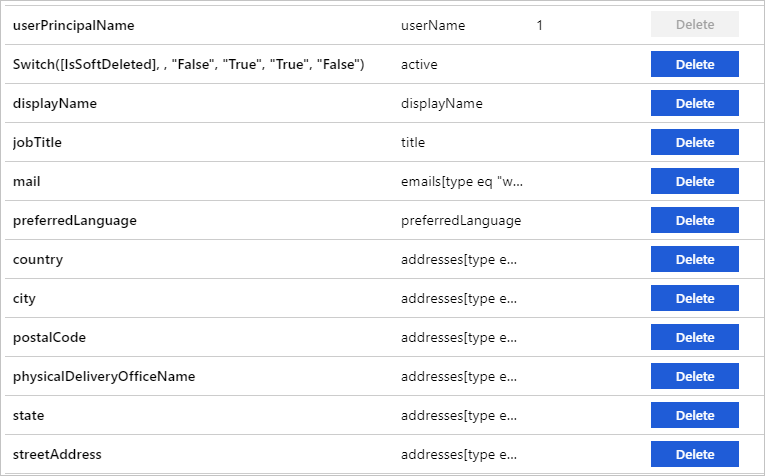 userPrincipalName userName 1 Delete
Switch([IsSoftDeleted], , "False", "True", "True", "False") active Delete
displayName displayName Delete
jobTitle title Delete
mail emails[type eq "w... Delete
preferredLanguage preferredLanguage Delete
country addresses[type e... Delete
city addresses[type e... Delete
postalCode addresses[type e... Delete
physicalDeliveryOfficeName addresses[type e... Delete
state addresses[type e... Delete
streetAddress addresses[type e... Delete